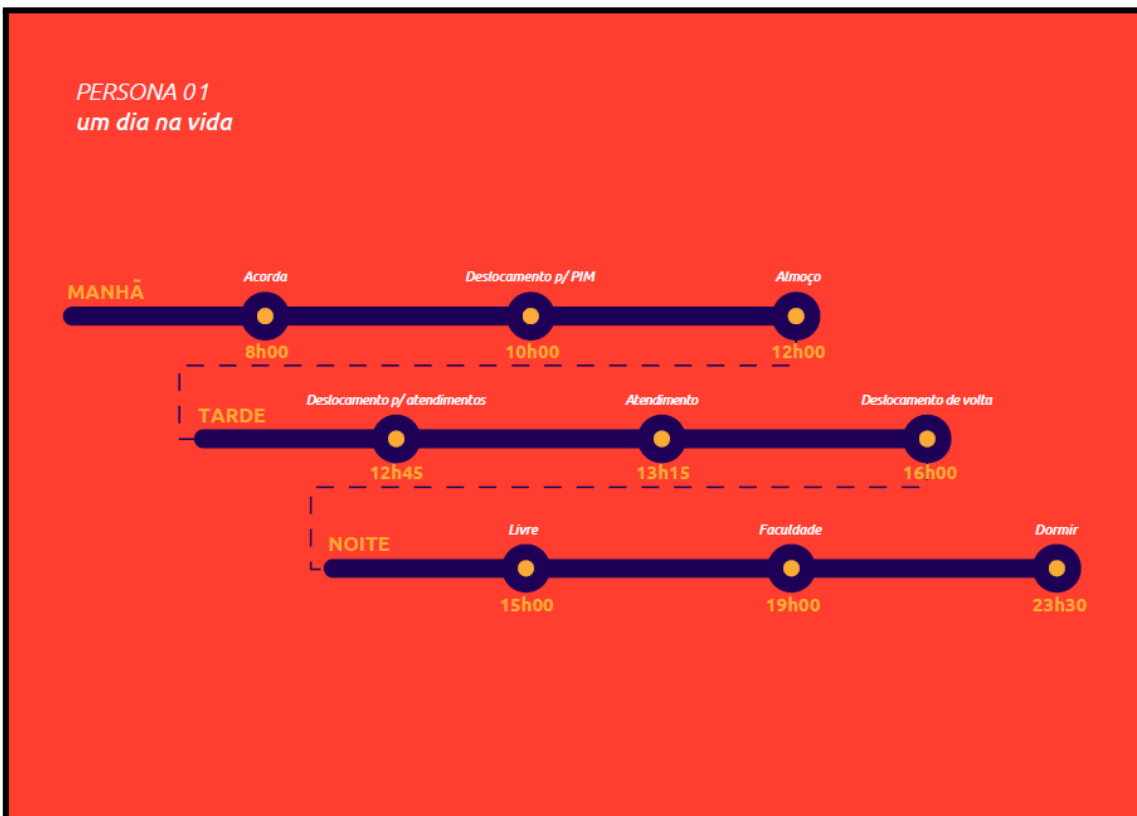 PERSONA 01
um dia na vida
MANHÃ
Acorda
8h00
Deslocamento p/ PIM
10h00
Almoço
12h00
TARDE
Deslocamento p/ atendimentos
12h45
Atendimento
13h15
Deslocamento de volta
16h00
NOITE
Livre
15h00
Faculdade
19h00
Dormir
23h30